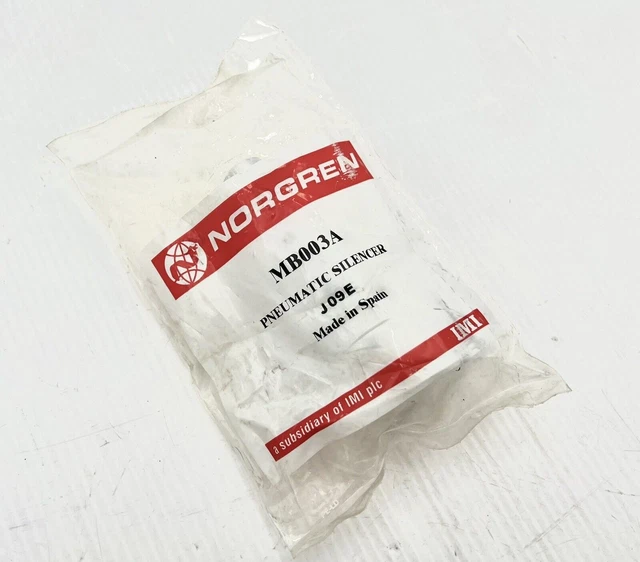 NORGREN
MB003A
PNEUMATIC SILENCER
J09E
Made in Spain
IMI
a subsidiary of IMI plc